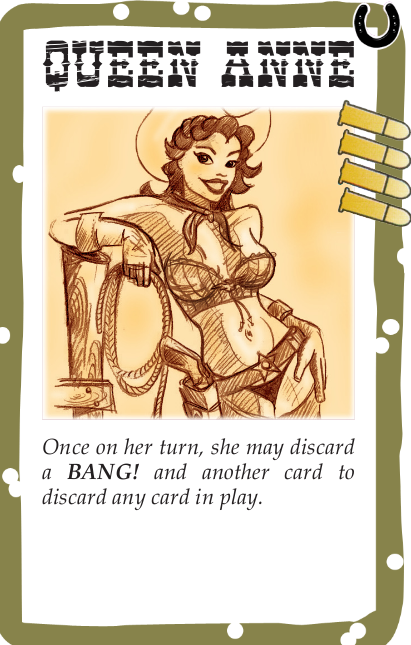 QUEEN ANNE
Once on her turn, she may discard
a BANG! and another card to
discard any card in play.